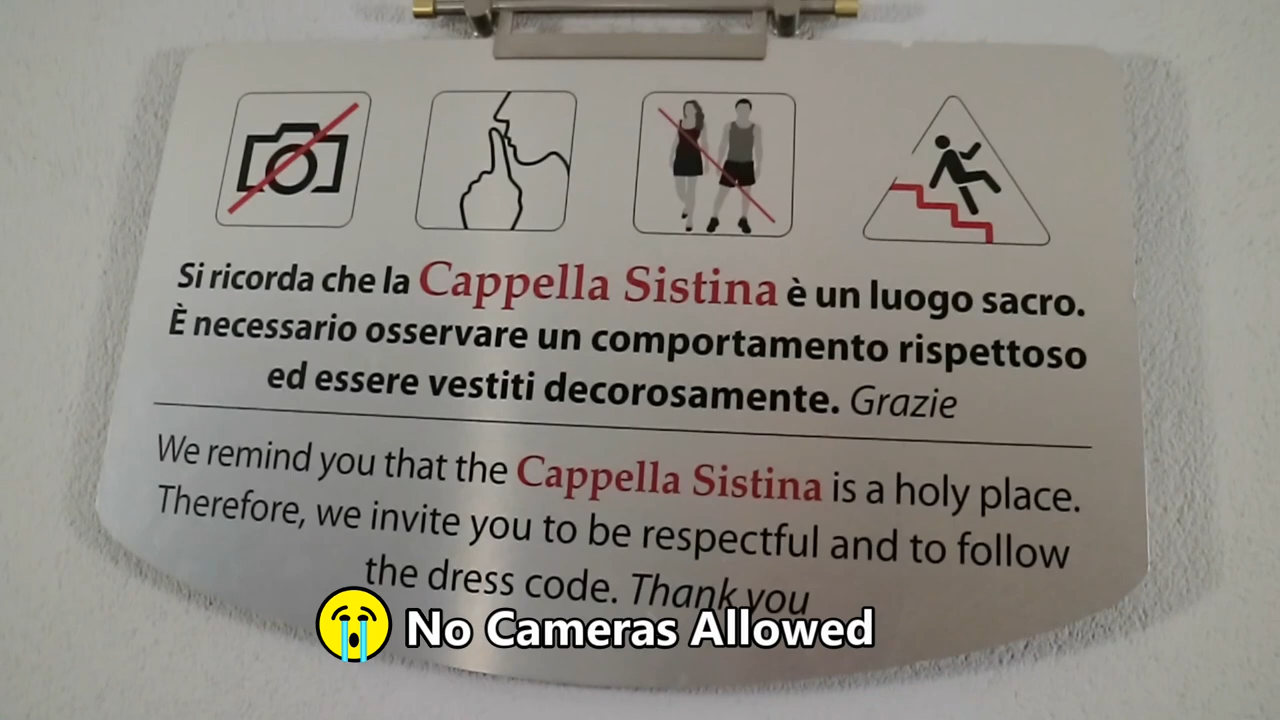 Si ricorda che la Cappella Sistina è un luogo sacro.
È necessario osservare un comportamento rispettoso
ed essere vestiti decorosamente. Grazie
We remind you that the Cappella Sistina is a holy place.
Therefore, we invite you to be respectful and to follow
the dress code. Thank you
No Cameras Allowed